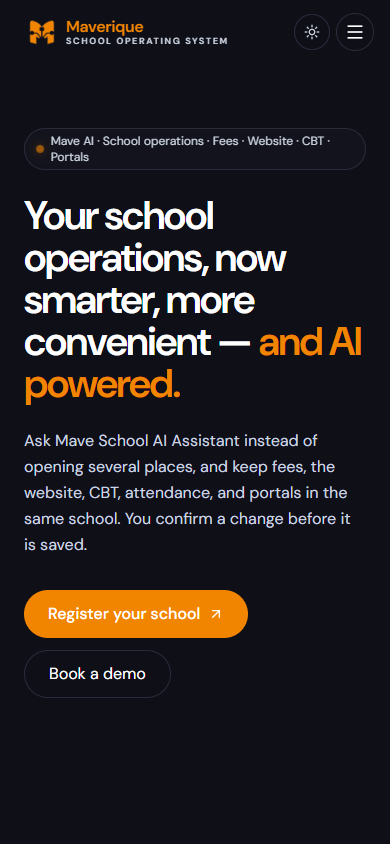 Maverique
SCHOOL OPERATING SYSTEM
Mave AI · School operations · Fees · Website · CBT ·
Portals
Your school
operations, now
smarter, more
convenient — and AI
powered.
Ask Mave School AI Assistant instead of
opening several places, and keep fees, the
website, CBT, attendance, and portals in the
same school. You confirm a change before it
is saved.
Register your school
Book a demo